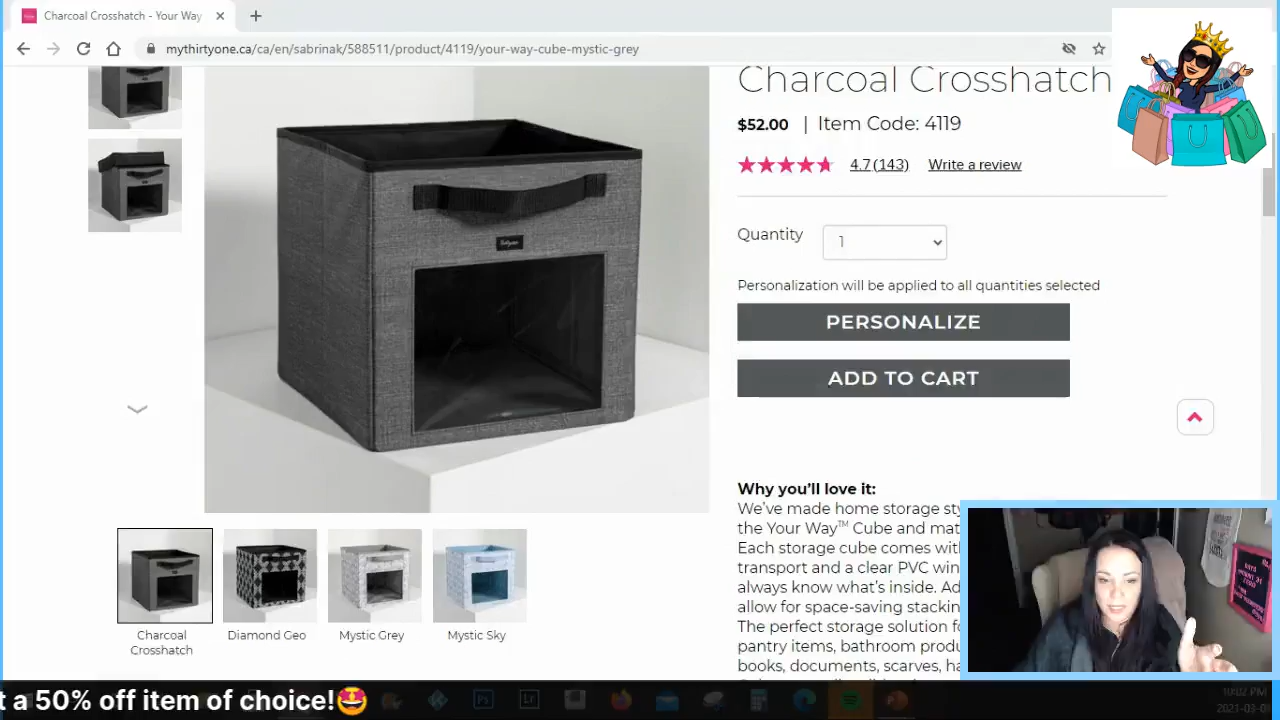 Charcoal Crosshatch - Your Way
mythirtyone.ca/ca/en/sabrinak/588511/product/4119/your-way-cube-mystic-grey
Charcoal Crosshatch
$52.00 | Item Code: 4119
4.7 (143) Write a review
Quantity 1
Personalization will be applied to all quantities selected
PERSONALIZE
ADD TO CART
Why you'll love it:
We've made home storage sty
the Your Way™ Cube and mat
Each storage cube comes with
transport and a clear PVC win
always know what's inside. Ad
allow for space-saving stacking
The perfect storage solution fo
pantry items, bathroom produ
books, documents, scarves, ha
Charcoal
Crosshatch
Diamond Geo
Mystic Grey
Mystic Sky
t a 50% off item of choice!🤩
10:02 PM